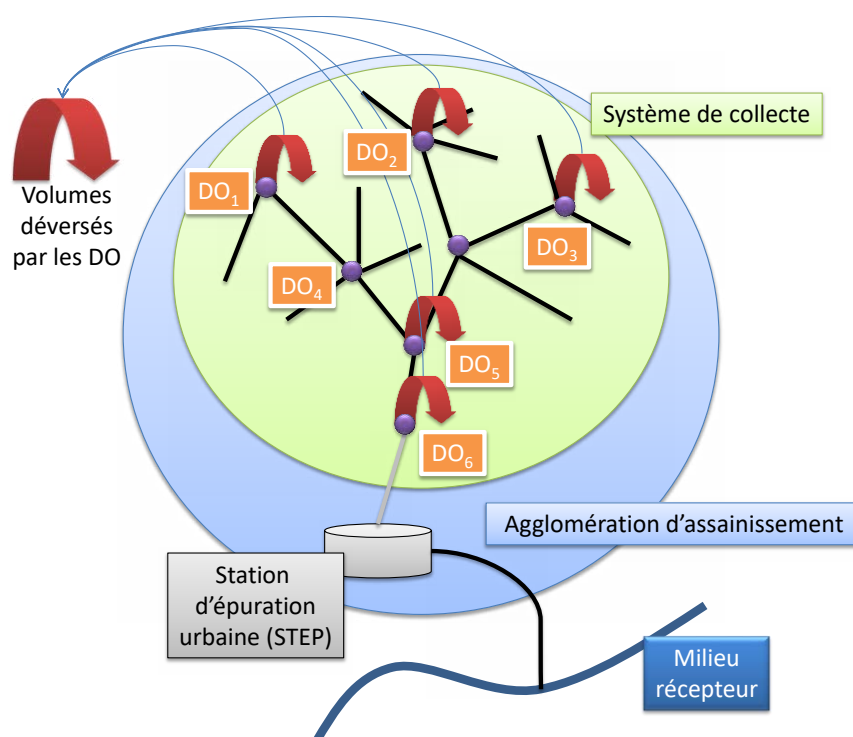 Système de collecte
DO2
DO1
Volumes
déversés
par les DO
DO3
DO4
DO5
DO6
Agglomération d'assainissement
Station
d'épuration
urbaine (STEP)
Milieu
récepteur